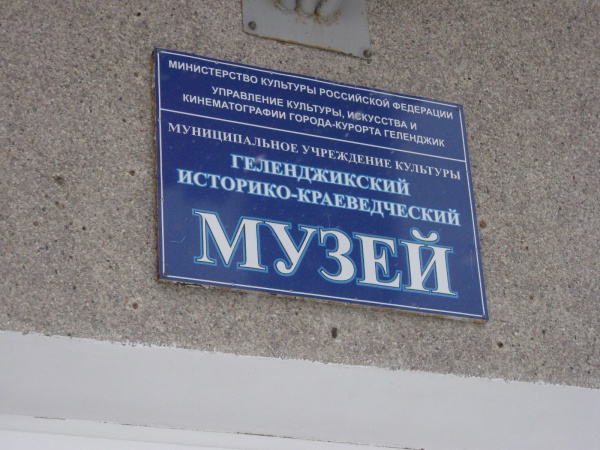 МИНИСТЕРСТВО КУЛЬТУРЫ РОССИЙСКОЙ ФЕДЕРАЦИИ
УПРАВЛЕНИЕ КУЛЬТУРЫ, ИСКУССТВА И
КИНЕМАТОГРАФИИ ГОРОДА-КУРОРТА ГЕЛЕНДЖИК
МУНИЦИПАЛЬНОЕ УЧРЕЖДЕНИЕ КУЛЬТУРЫ
ГЕЛЕНДЖИКСКИЙ
ИСТОРИКО-КРАЕВЕДЧЕСКИЙ
МУЗЕЙ